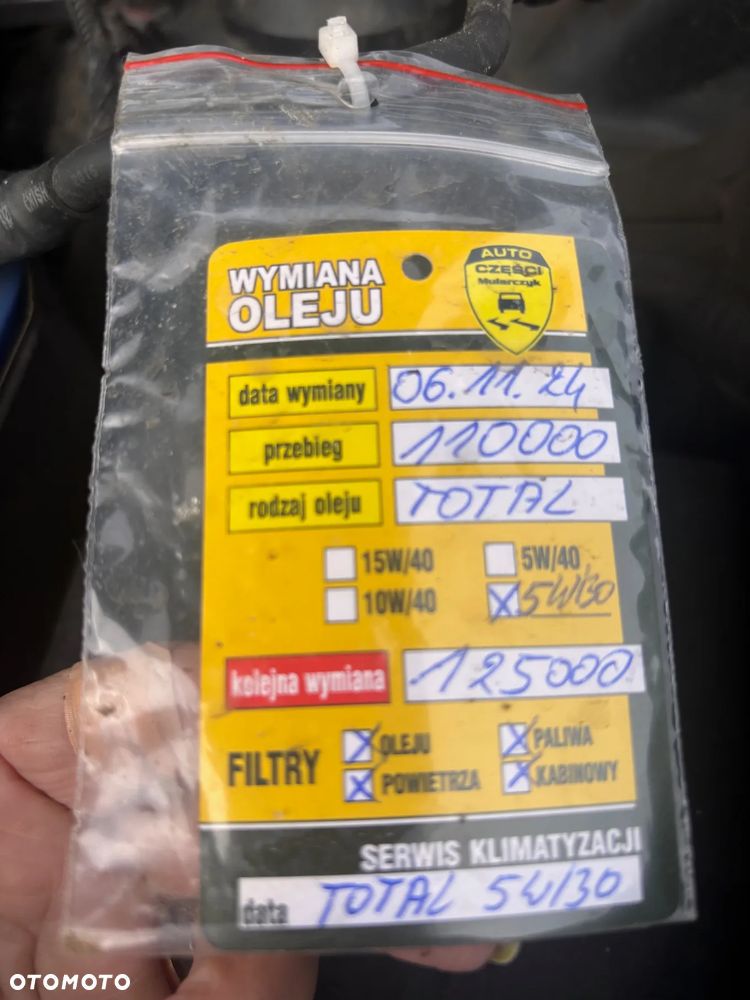 WYMIANA
OLEJU
AUTO
CZĘŚCI
Mularczyk
data wymiany 06.11.24
przebieg 110000
rodzaj oleju TOTAL
15W/40 5W/40
10W/40 5W/30
kolejna wymiana 125000
FILTRY
OLEJU PALIWA
POWIETRZA KABINOWY
SERWIS KLIMATYZACJI
data TOTAL 5W/30
OTOMOTO